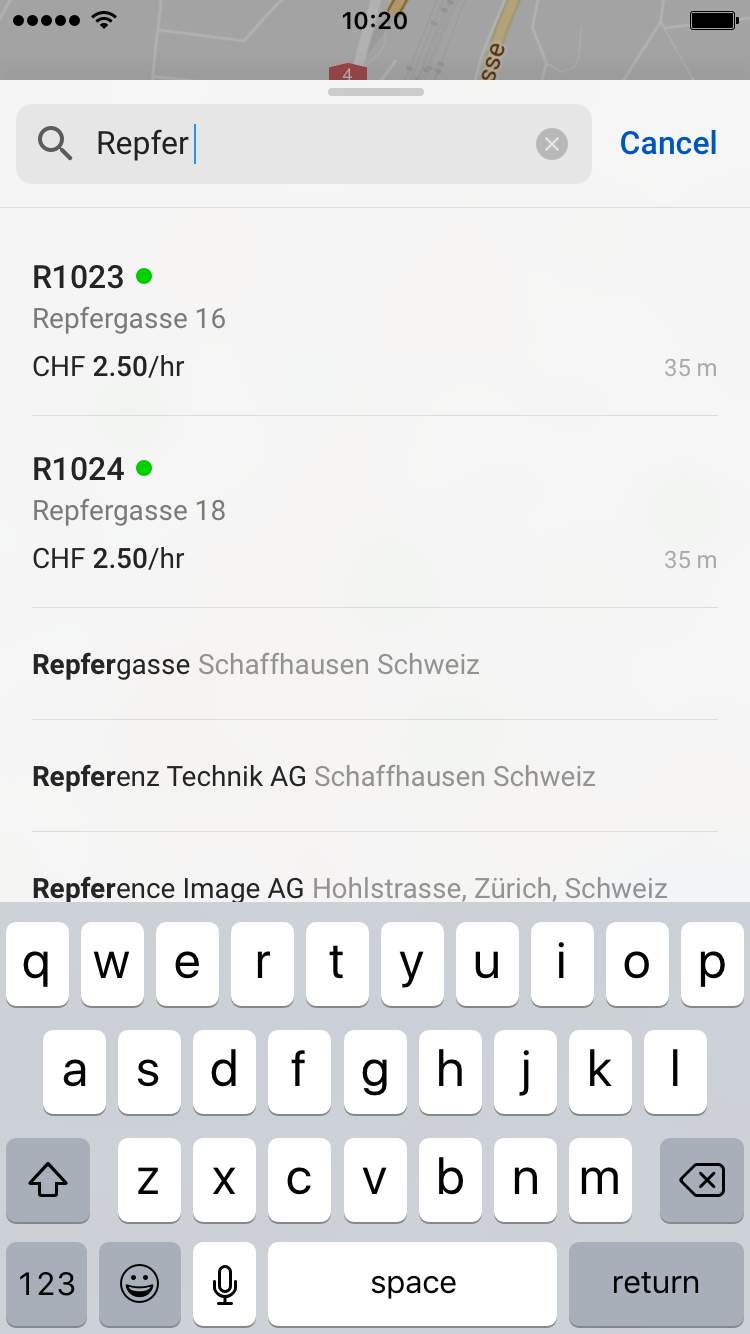 10:20
4
sse
Repfer
Cancel
R1023
Repfergasse 16
CHF 2.50/hr
35 m
R1024
Repfergasse 18
CHF 2.50/hr
35 m
Repfergasse Schaffhausen Schweiz
Repferenz Technik AG Schaffhausen Schweiz
Repference Image AG Hohlstrasse, Zürich, Schweiz
q w e r t y u i o p
a s d f g h j k l
z x c v b n m
123 space return